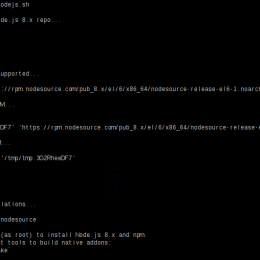 odejs.sh
de.js 8.x repo...
upported...
://rpm.nodesource.com/pub_8.x/el/6/x86_64/nodesource-release-el6-1.noarc
M...
DF7' 'https://rpm.nodesource.com/pub_8.x/el/6/x86_64/nodesource-release-
...
'/tmp/tmp.3G2RheaDF7'
lations...
nodesource
(as root) to install Node.js 8.x and npm.
t tools to build native addons:
ke'